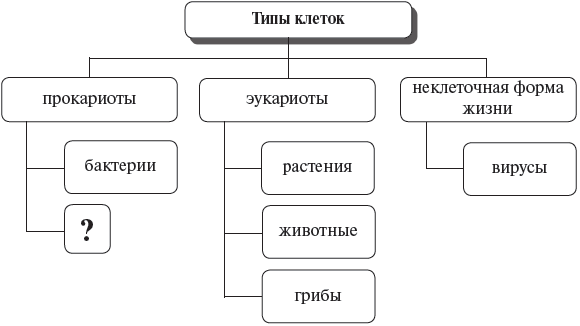 Типы клеток
прокариоты
эукариоты
неклеточная форма
жизни
бактерии
растения
вирусы
?
животные
грибы